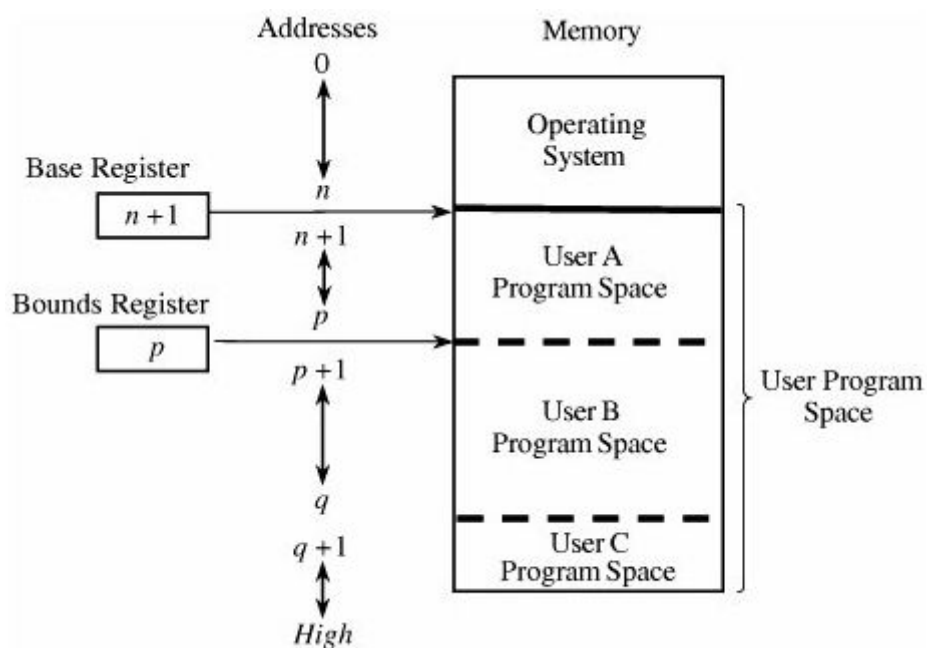 Addresses
Memory
0
Operating
System
Base Register
n + 1
n
n + 1
User A
Program Space
Bounds Register
p
p
p + 1
User B
Program Space
User Program
Space
q
q + 1
User C
Program Space
High